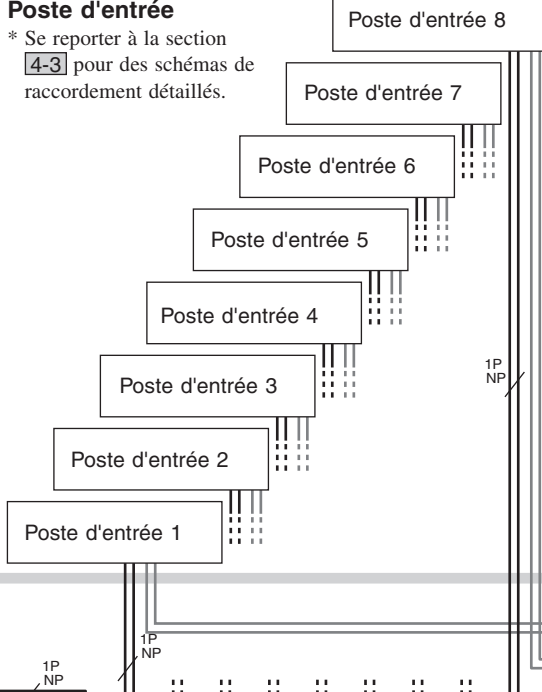 Poste d'entrée
* Se reporter à la section
4-3 pour des schémas de
raccordement détaillés.
Poste d'entrée 8
Poste d'entrée 7
Poste d'entrée 6
Poste d'entrée 5
Poste d'entrée 4
1P
NP
Poste d'entrée 3
Poste d'entrée 2
Poste d'entrée 1
1P
NP
1P
NP